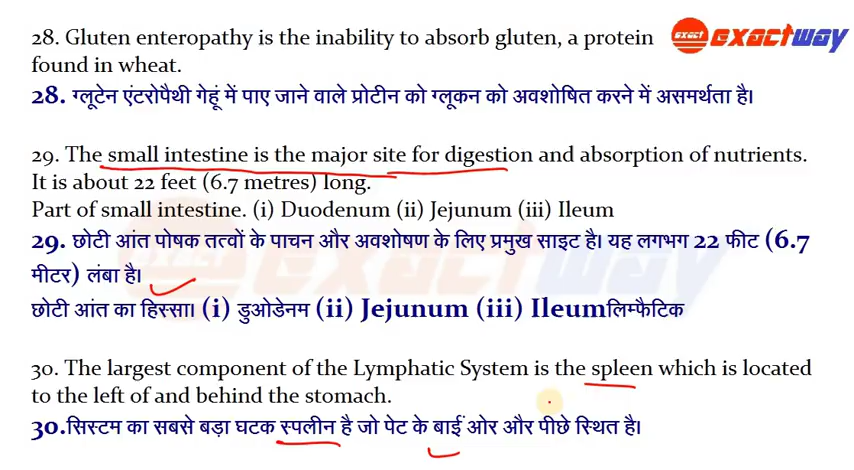 28. Gluten enteropathy is the inability to absorb gluten, a protein
found in wheat.
exact exactway
28. ग्लूटेन एंटरोपैथी गेहूं में पाए जाने वाले प्रोटीन को ग्लूकन को अवशोषित करने में असमर्थता है।
29. The small intestine is the major site for digestion and absorption of nutrients.
It is about 22 feet (6.7 metres) long.
Part of small intestine. (i) Duodenum (ii) Jejunum (iii) Ileum
29. छोटी आंत पोषक तत्वों के पाचन और अवशोषण के लिए प्रमुख साइट है। यह लगभग 22 फीट (6.7
मीटर) लंबा है।
छोटी आंत का हिस्सा। (i) डुओडेनम (ii) Jejunum (iii) Ileumलिम्फैटिक
30. The largest component of the Lymphatic System is the spleen which is located
to the left of and behind the stomach.
30.सिस्टम का सबसे बड़ा घटक स्पलीन है जो पेट के बाईं ओर और पीछे स्थित है।
exactway